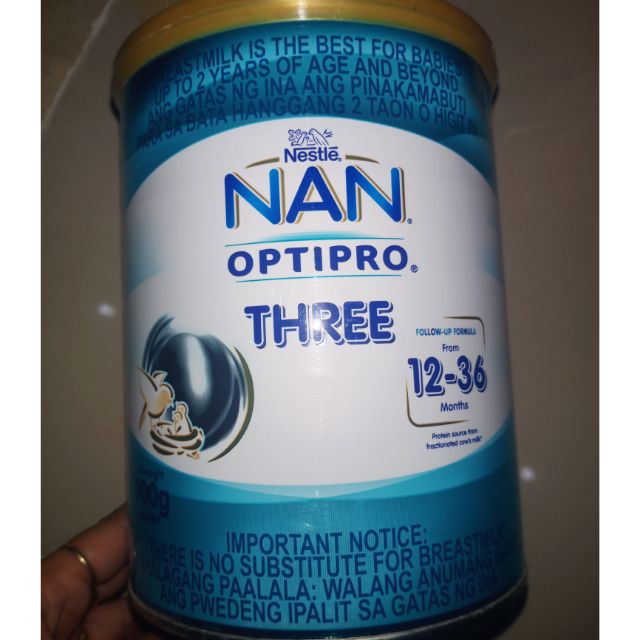 BREASTMILK IS THE BEST FOR BABIES
UP TO 2 YEARS OF AGE AND BEYOND
ANG GATAS NG INA ANG PINAKAMABUTI
PARA SA BATA HANGGANG 2 TAON O HIGIT
Nestlé®
NAN®
OPTIPRO®
THREE
FOLLOW-UP FORMULA
From
12-36
Months
Protein source from
fractionated cow's milk*
weight
00g
IMPORTANT NOTICE:
THERE IS NO SUBSTITUTE FOR BREASTMILK
PAALALA: WALANG ANUMANG
ANG PWEDENG IPALIT SA GATAS NG INA